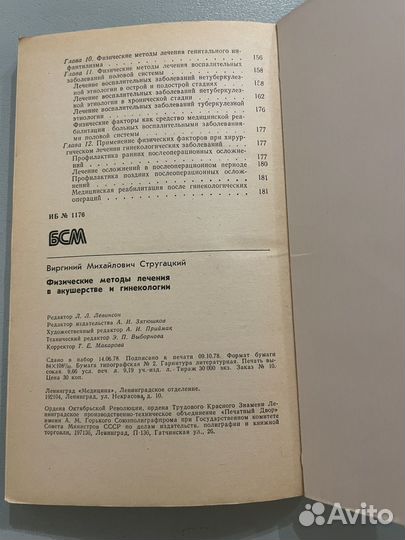 Глава 10. Физические методы лечения генитального ин-
фантилизма 156
Глава 11. Физические методы лечения воспалительных
заболеваний половой системы 158
Лечение воспалительных заболеваний нетуберкулез-
ной этиологии в острой и подострой стадиях 158
Лечение воспалительных заболеваний нетуберкулез-
ной этиологии в хронической стадии 162
Лечение воспалительных заболеваний туберкулезной
этиологии 176
Физические факторы как средство медицинской реа-
билитации больных воспалительными заболевания-
ми половой системы 177
Глава 12. Применение физических факторов при хирур-
гическом лечении гинекологических заболеваний 177
Профилактика ранних послеоперационных осложне-
ний 177
Лечение осложнений в послеоперационном периоде 180
Профилактика поздних послеоперационных ослож-
нений 181
Медицинская реабилитация после гинекологических
операций 181
ИБ № 1176
БСМ
Виргиний Михайлович Стругацкий
Физические методы лечения
в акушерстве и гинекологии
Редактор Л. Л. Левинсон
Редактор издательства А. И. Зятюшков
Художественный редактор А. И. Приймак
Технический редактор Э. П. Выборнова
Корректор Т. Е. Макарова
Сдано в набор 14.06.78. Подписано к печати 09.10.78. Формат бумаги
84×108¹/₃₂. Бумага типографская № 2. Гарнитура литературная. Печать вы-
сокая. 9,66 усл. печ. л. 9,19 уч.-изд. л. Тираж 30 000 экз. Заказ № 10.
Цена 30 коп.
Ленинград «Медицина», Ленинградское отделение.
192104, Ленинград, ул. Некрасова, д. 10.
Ордена Октябрьской Революции, ордена Трудового Красного Знамени Ле-
нинградское производственно-техническое объединение «Печатный Двор»
имени А. М. Горького Союзполиграфпрома при Государственном комитете
Совета Министров СССР по делам издательств, полиграфии и книжной
торговли, 197136, Ленинград, П-136, Гатчинская ул., 26.
Avito